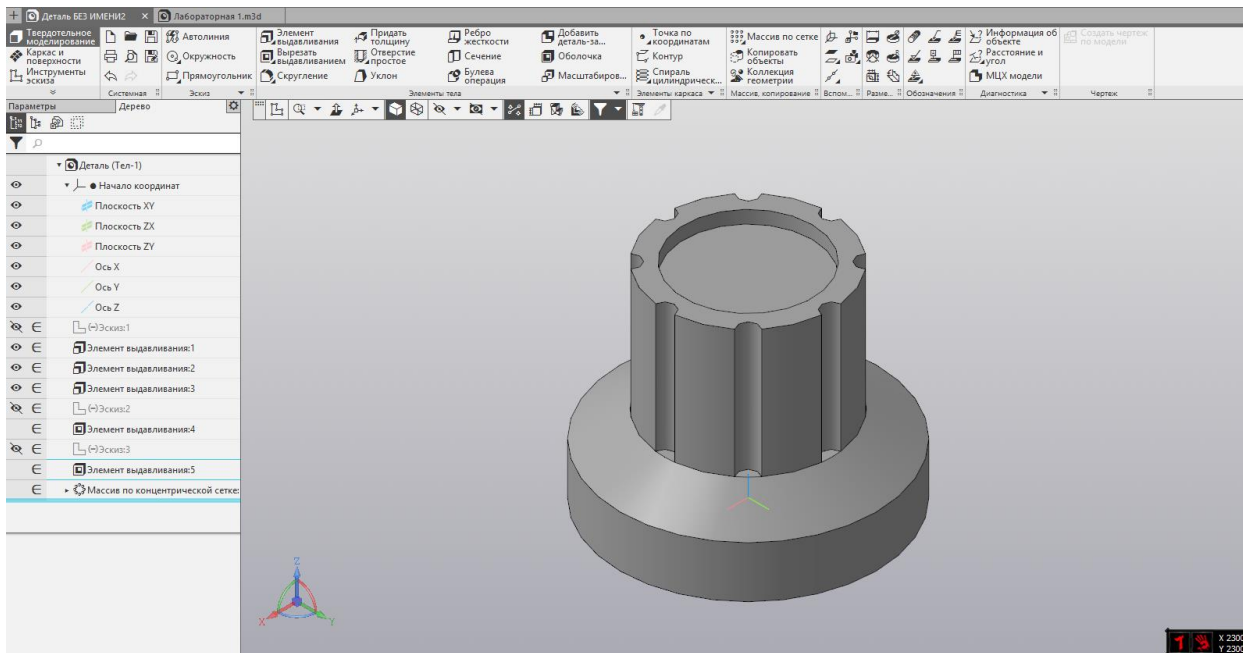 Деталь БЕЗ ИМЕНИ2
Лабораторная 1.m3d
Твердотельное моделирование
Каркас и поверхности
Инструменты эскиза
Системная
Автолиния
Окружность
Прямоугольник
Эскиз
Элемент выдавливания
Вырезать выдавливанием
Скругление
Придать толщину
Отверстие простое
Уклон
Ребро жесткости
Сечение
Булева операция
Добавить деталь-за...
Оболочка
Масштабиров...
Элементы тела
Точка по координатам
Контур
Спираль цилиндрическ...
Элементы каркаса
Массив по сетке
Копировать объекты
Коллекция геометрии
Массив, копирование
Вспом...
Разме...
Обозначения
Информация об объекте
Расстояние и угол
МЦХ модели
Диагностика
Создать чертеж по модели
Чертеж
Параметры
Дерево
Деталь (Тел-1)
Начало координат
Плоскость XY
Плоскость ZX
Плоскость ZY
Ось X
Ось Y
Ось Z
(-)Эскиз:1
Элемент выдавливания:1
Элемент выдавливания:2
Элемент выдавливания:3
(-)Эскиз:2
Элемент выдавливания:4
(-)Эскиз:3
Элемент выдавливания:5
Массив по концентрической сетке:
Z
X
Y
X 2300
Y 2300